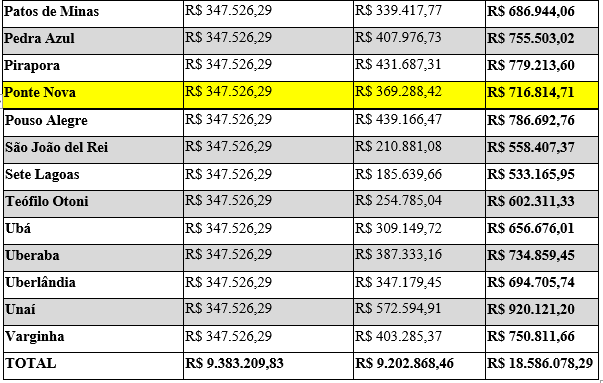 Patos de Minas R$ 347.526,29 R$ 339.417,77 R$ 686.944,06
Pedra Azul R$ 347.526,29 R$ 407.976,73 R$ 755.503,02
Pirapora R$ 347.526,29 R$ 431.687,31 R$ 779.213,60
Ponte Nova R$ 347.526,29 R$ 369.288,42 R$ 716.814,71
Pouso Alegre R$ 347.526,29 R$ 439.166,47 R$ 786.692,76
São João del Rei R$ 347.526,29 R$ 210.881,08 R$ 558.407,37
Sete Lagoas R$ 347.526,29 R$ 185.639,66 R$ 533.165,95
Teófilo Otoni R$ 347.526,29 R$ 254.785,04 R$ 602.311,33
Ubá R$ 347.526,29 R$ 309.149,72 R$ 656.676,01
Uberaba R$ 347.526,29 R$ 387.333,16 R$ 734.859,45
Uberlândia R$ 347.526,29 R$ 347.179,45 R$ 694.705,74
Unaí R$ 347.526,29 R$ 572.594,91 R$ 920.121,20
Varginha R$ 347.526,29 R$ 403.285,37 R$ 750.811,66
TOTAL R$ 9.383.209,83 R$ 9.202.868,46 R$ 18.586.078,29